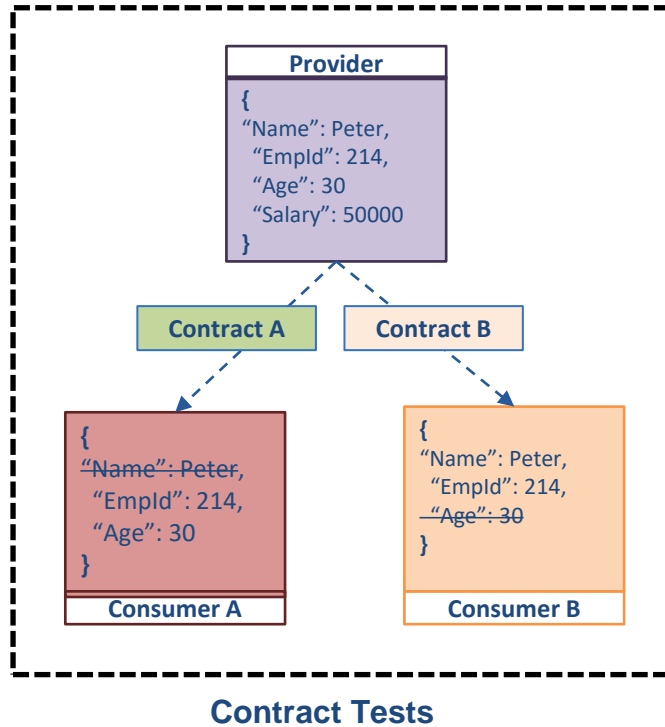 Provider
{
“Name”: Peter,
“EmpId”: 214,
“Age”: 30
“Salary”: 50000
}
Contract A
Contract B
{
“Name”: Peter,
“EmpId”: 214,
“Age”: 30
}
Consumer A
{
“Name”: Peter,
“EmpId”: 214,
“Age”: 30
}
Consumer B
Contract Tests